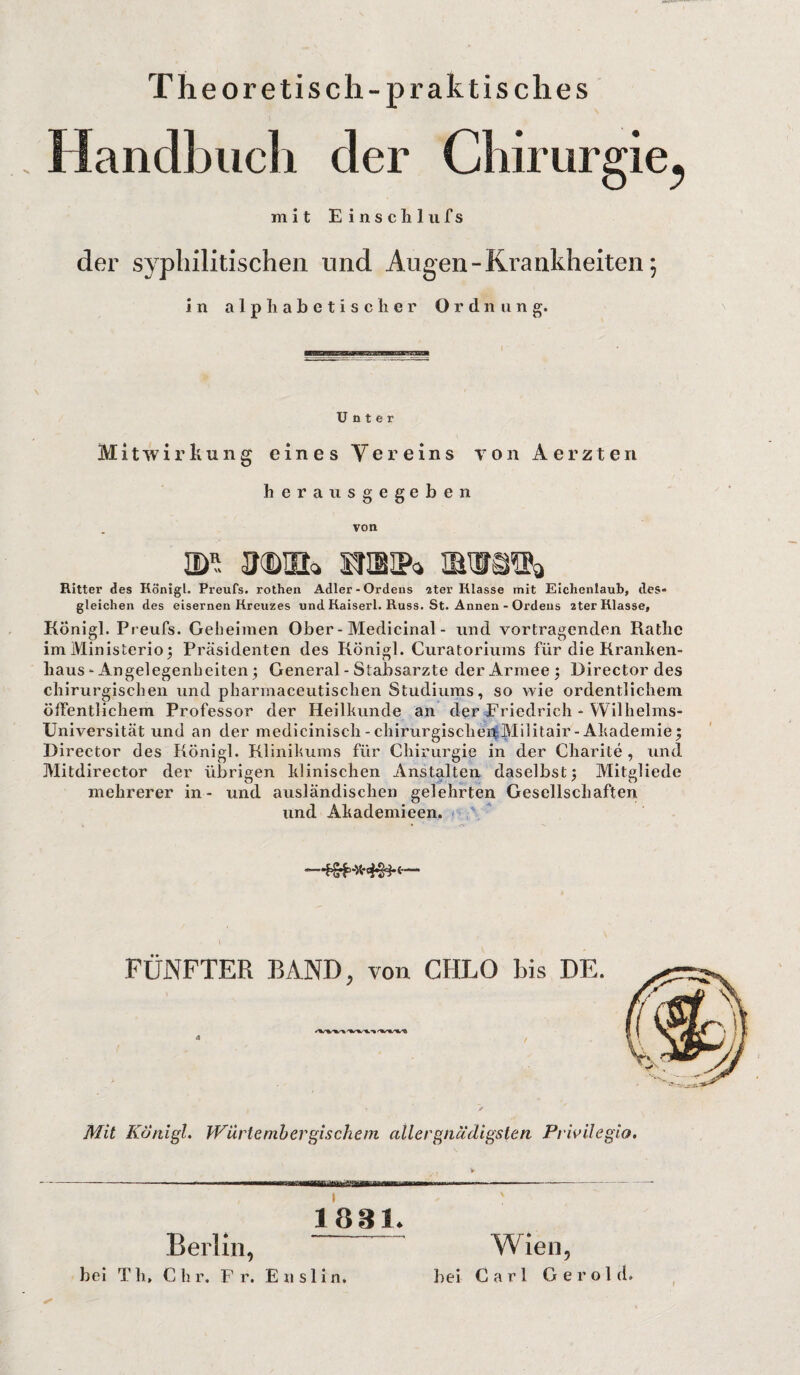 Theoretisch-praktisches
Handbuch der Chirurgie,
mit Einschlufs
der syphilitischen und Augen-Krankheiten;
in alphabetischer Ordnung.
Unter
Mitwirkung eines Vereins von Aerzten
herausgegeben
von
DR. JOH. NEP. RUST,
Ritter des Königl. Preufs. rothen Adler-Ordens 2ter Klasse mit Eichenlaub, des-
gleichen des eisernen Kreuzes und Kaiserl. Russ. St. Annen-Ordens 2ter Klasse,
Königl. Preufs. Geheimen Ober-Medicinal- und vortragenden Rathe
im Ministerio; Präsidenten des Königl. Curatoriums für die Kranken-
haus-Angelegenheiten; General-Stabsarzte der Armee; Director des
chirurgischen und pharmaceutischen Studiums, so wie ordentlichem
öffentlichem Professor der Heilkunde an der Friedrich-Wilhelms-
Universität und an der medicinisch-chirurgischen Militair-Akademie;
Director des Königl. Klinikums für Chirurgie in der Charité, und
Mitdirector der übrigen klinischen Anstalten daselbst; Mitgliede
mehrerer in- und ausländischen gelehrten Gesellschaften
und Akademieen.
FÜNFTER BAND, von CHLO bis DE.
Mit Königl. Würtembergischem allergnädigsten Privilegio.
1831.
Berlin, Wien,
bei Th. Chr. Fr. Enslin. bei Carl Gerold.